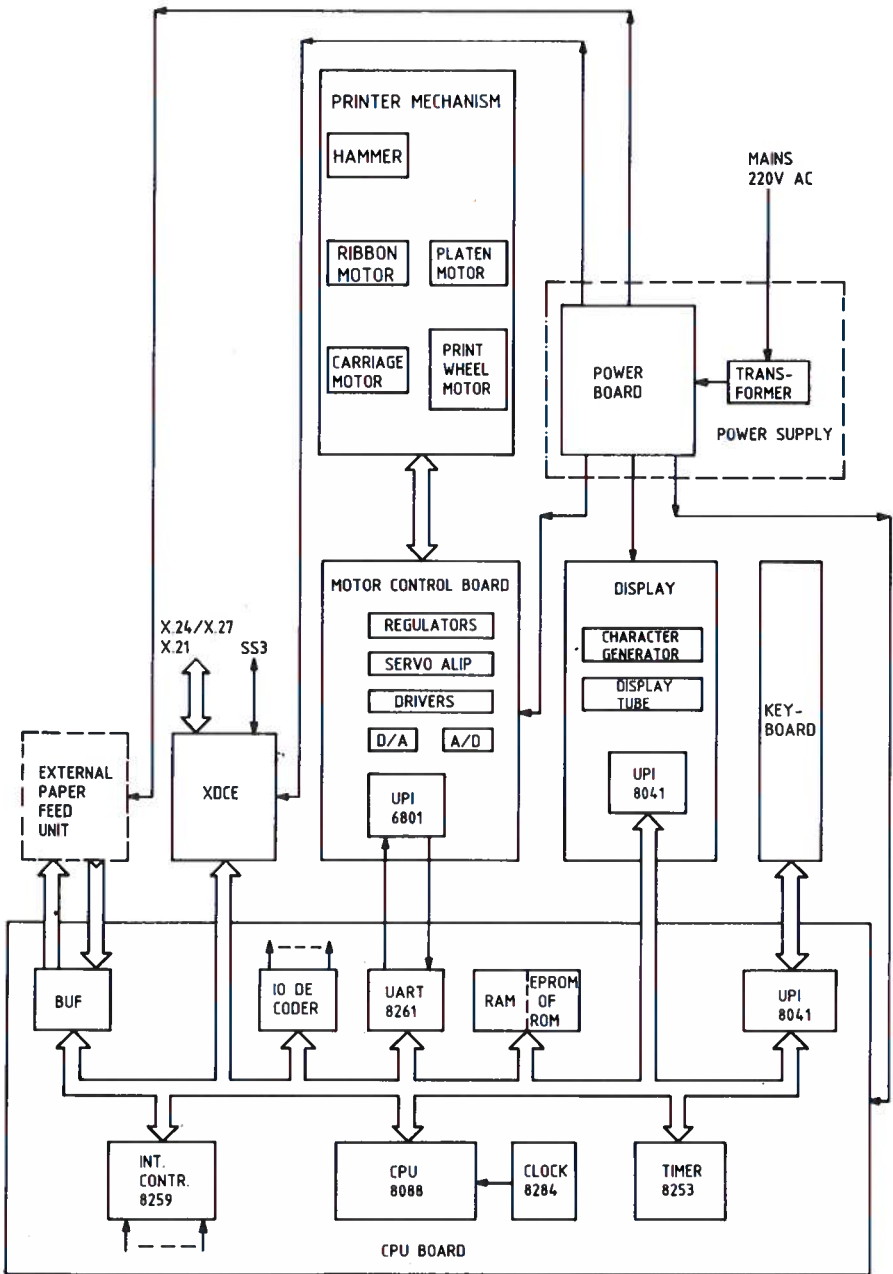 PRINTER MECHANISM
HAMMER
RIBBON
MOTOR
PLATEN
MOTOR
CARRIAGE
MOTOR
PRINT
WHEEL
MOTOR
MAINS
220V AC
POWER
BOARD
TRANS-
FORMER
POWER SUPPLY
MOTOR CONTROL BOARD
REGULATORS
SERVO ALIP
DRIVERS
D/A
A/D
UPI
6801
DISPLAY
CHARACTER
GENERATOR
DISPLAY
TUBE
UPI
8041
KEY-
BOARD
X.24/X.27
X.21
SS3
EXTERNAL
PAPER
FEED
UNIT
XDCE
BUF
IO DE
CODER
UART
8261
RAM
EPROM
OF
ROM
UPI
8041
INT.
CONTR.
8259
CPU
8088
CLOCK
8284
TIMER
8253
CPU BOARD